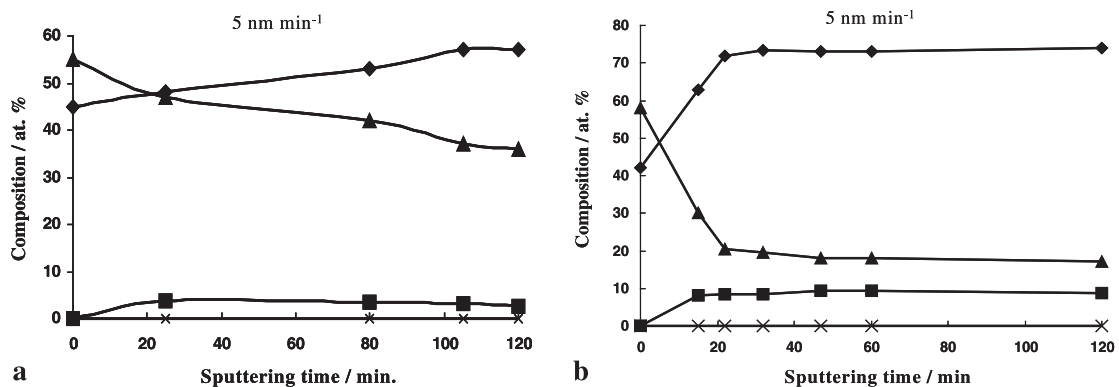 5 nm min-1
60
50
40
30
20
10
0
Composition / at. %
0 20 40 60 80 100 120
Sputtering time / min.
a
5 nm min-1
80
70
60
50
40
30
20
10
0
Composition / at. %
0 20 40 60 80 100 120
Sputtering time / min
b